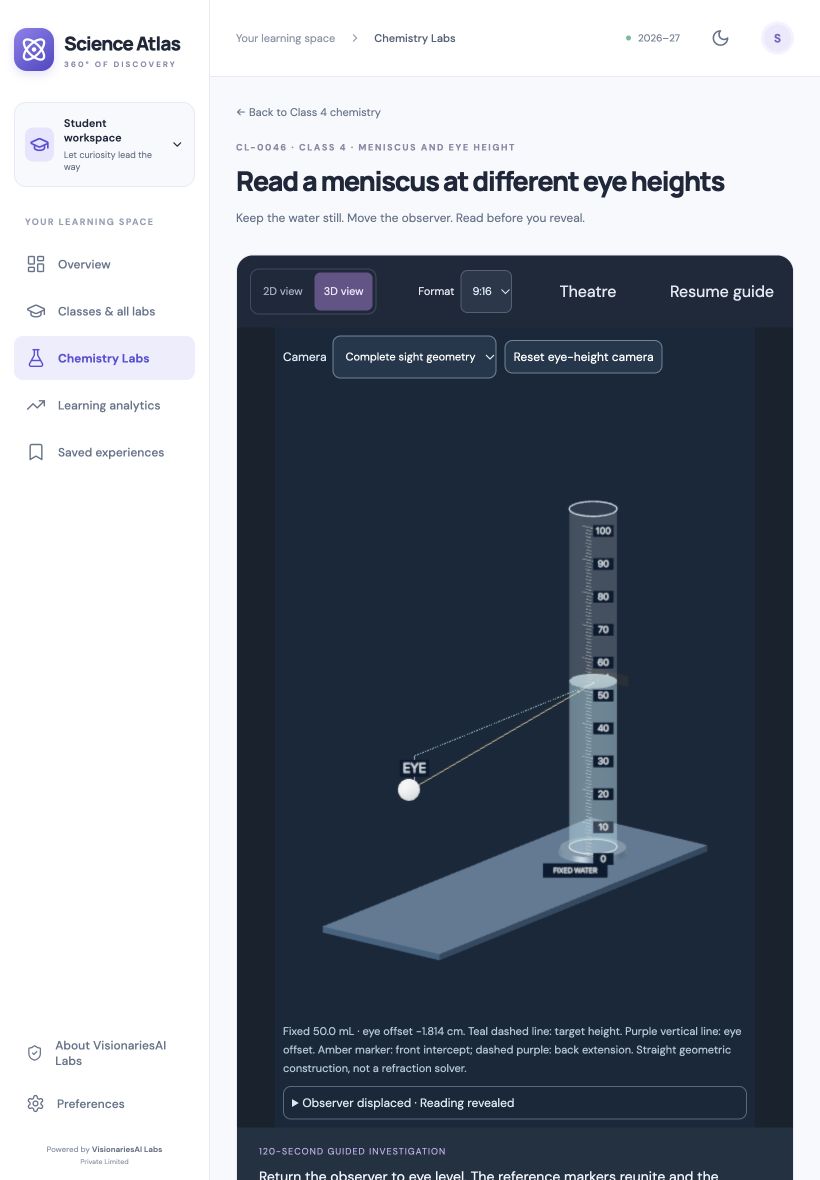 Science Atlas
360° OF DISCOVERY
Student
workspace
Let curiosity lead the
way
YOUR LEARNING SPACE
Overview
Classes & all labs
Chemistry Labs
Learning analytics
Saved experiences
About VisionariesAI
Labs
Preferences
Powered by VisionariesAI Labs
Private Limited
Your learning space > Chemistry Labs
2026–27
S
← Back to Class 4 chemistry
CL-0046 · CLASS 4 · MENISCUS AND EYE HEIGHT
Read a meniscus at different eye heights
Keep the water still. Move the observer. Read before you reveal.
2D view 3D view Format 9:16 Theatre Resume guide
Camera Complete sight geometry Reset eye-height camera
100
90
80
70
60
50
40
30
20
10
0
EYE
FIXED WATER
Fixed 50.0 mL · eye offset -1.814 cm. Teal dashed line: target height. Purple vertical line: eye
offset. Amber marker: front intercept; dashed purple: back extension. Straight geometric
construction, not a refraction solver.
▶ Observer displaced · Reading revealed
120-SECOND GUIDED INVESTIGATION
Return the observer to eye level. The reference markers reunite and the